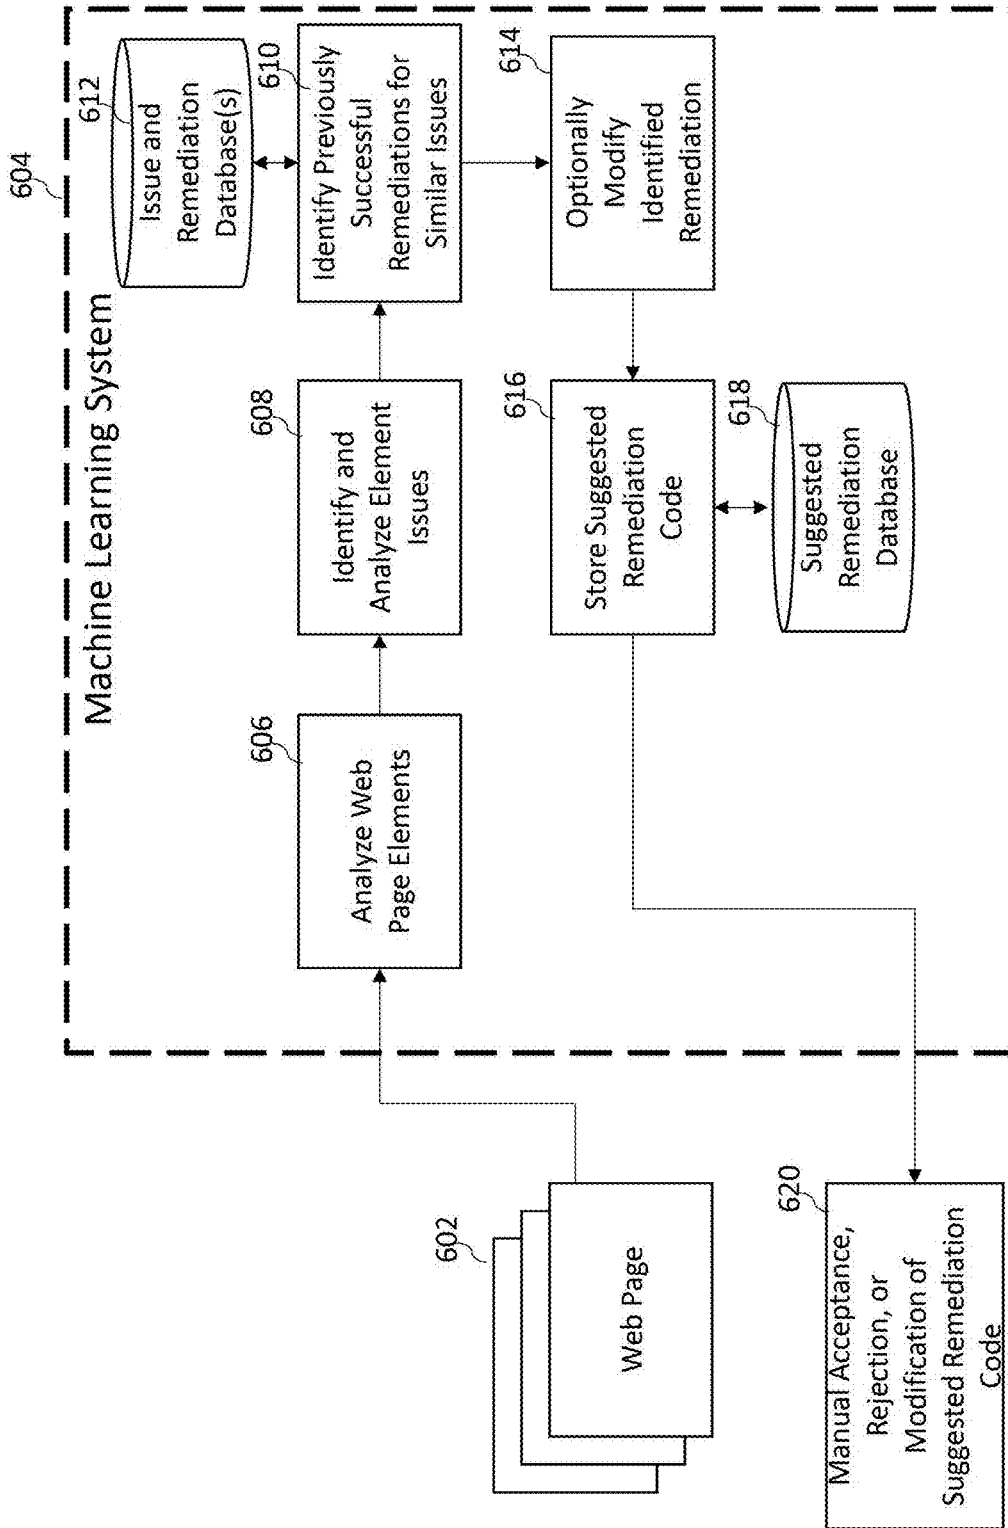 604
Machine Learning System
602
Web Page
606
Analyze Web
Page Elements
608
Identify and
Analyze Element
Issues
610
Identify Previously
Successful
Remediations for
Similar Issues
612
Issue and
Remediation
Database(s)
614
Optionally
Modify
Identified
Remediation
616
Store Suggested
Remediation
Code
618
Suggested
Remediation
Database
620
Manual Acceptance,
Rejection, or
Modification of
Suggested Remediation
Code